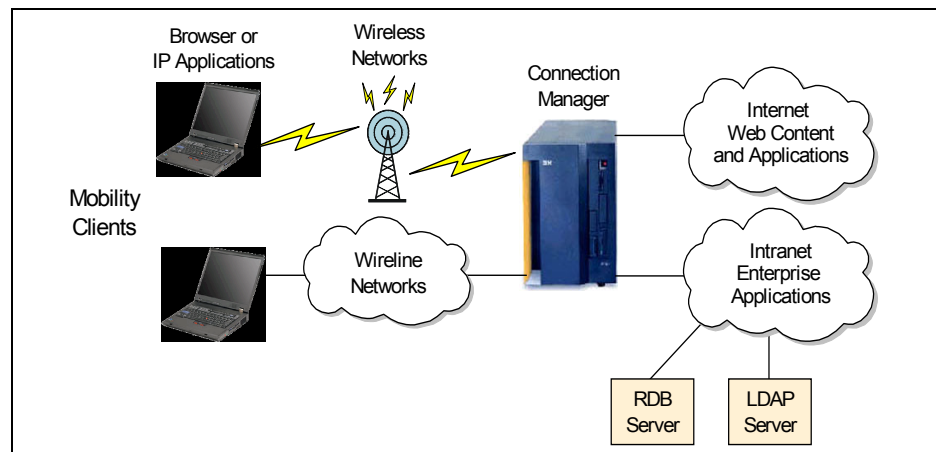 Browser or
IP Applications
Wireless
Networks
Connection
Manager
Internet
Web Content
and Applications
Mobility
Clients
Wireline
Networks
Intranet
Enterprise
Applications
RDB
Server
LDAP
Server